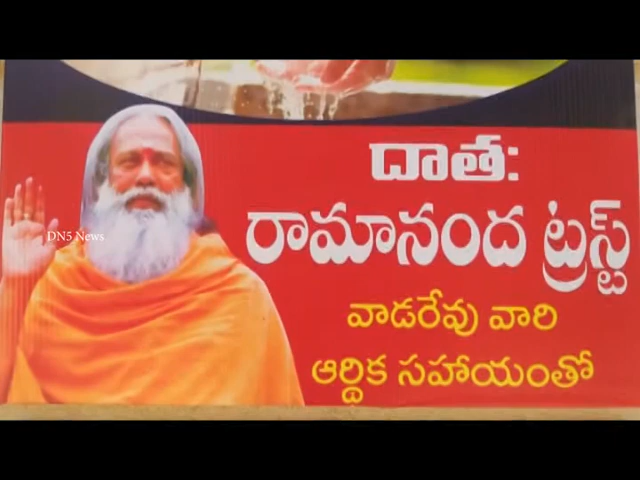 దాత:
రామానంద ట్రస్ట్
DN5 News
వాడరేవు వారి
ఆర్థిక సహాయంతో